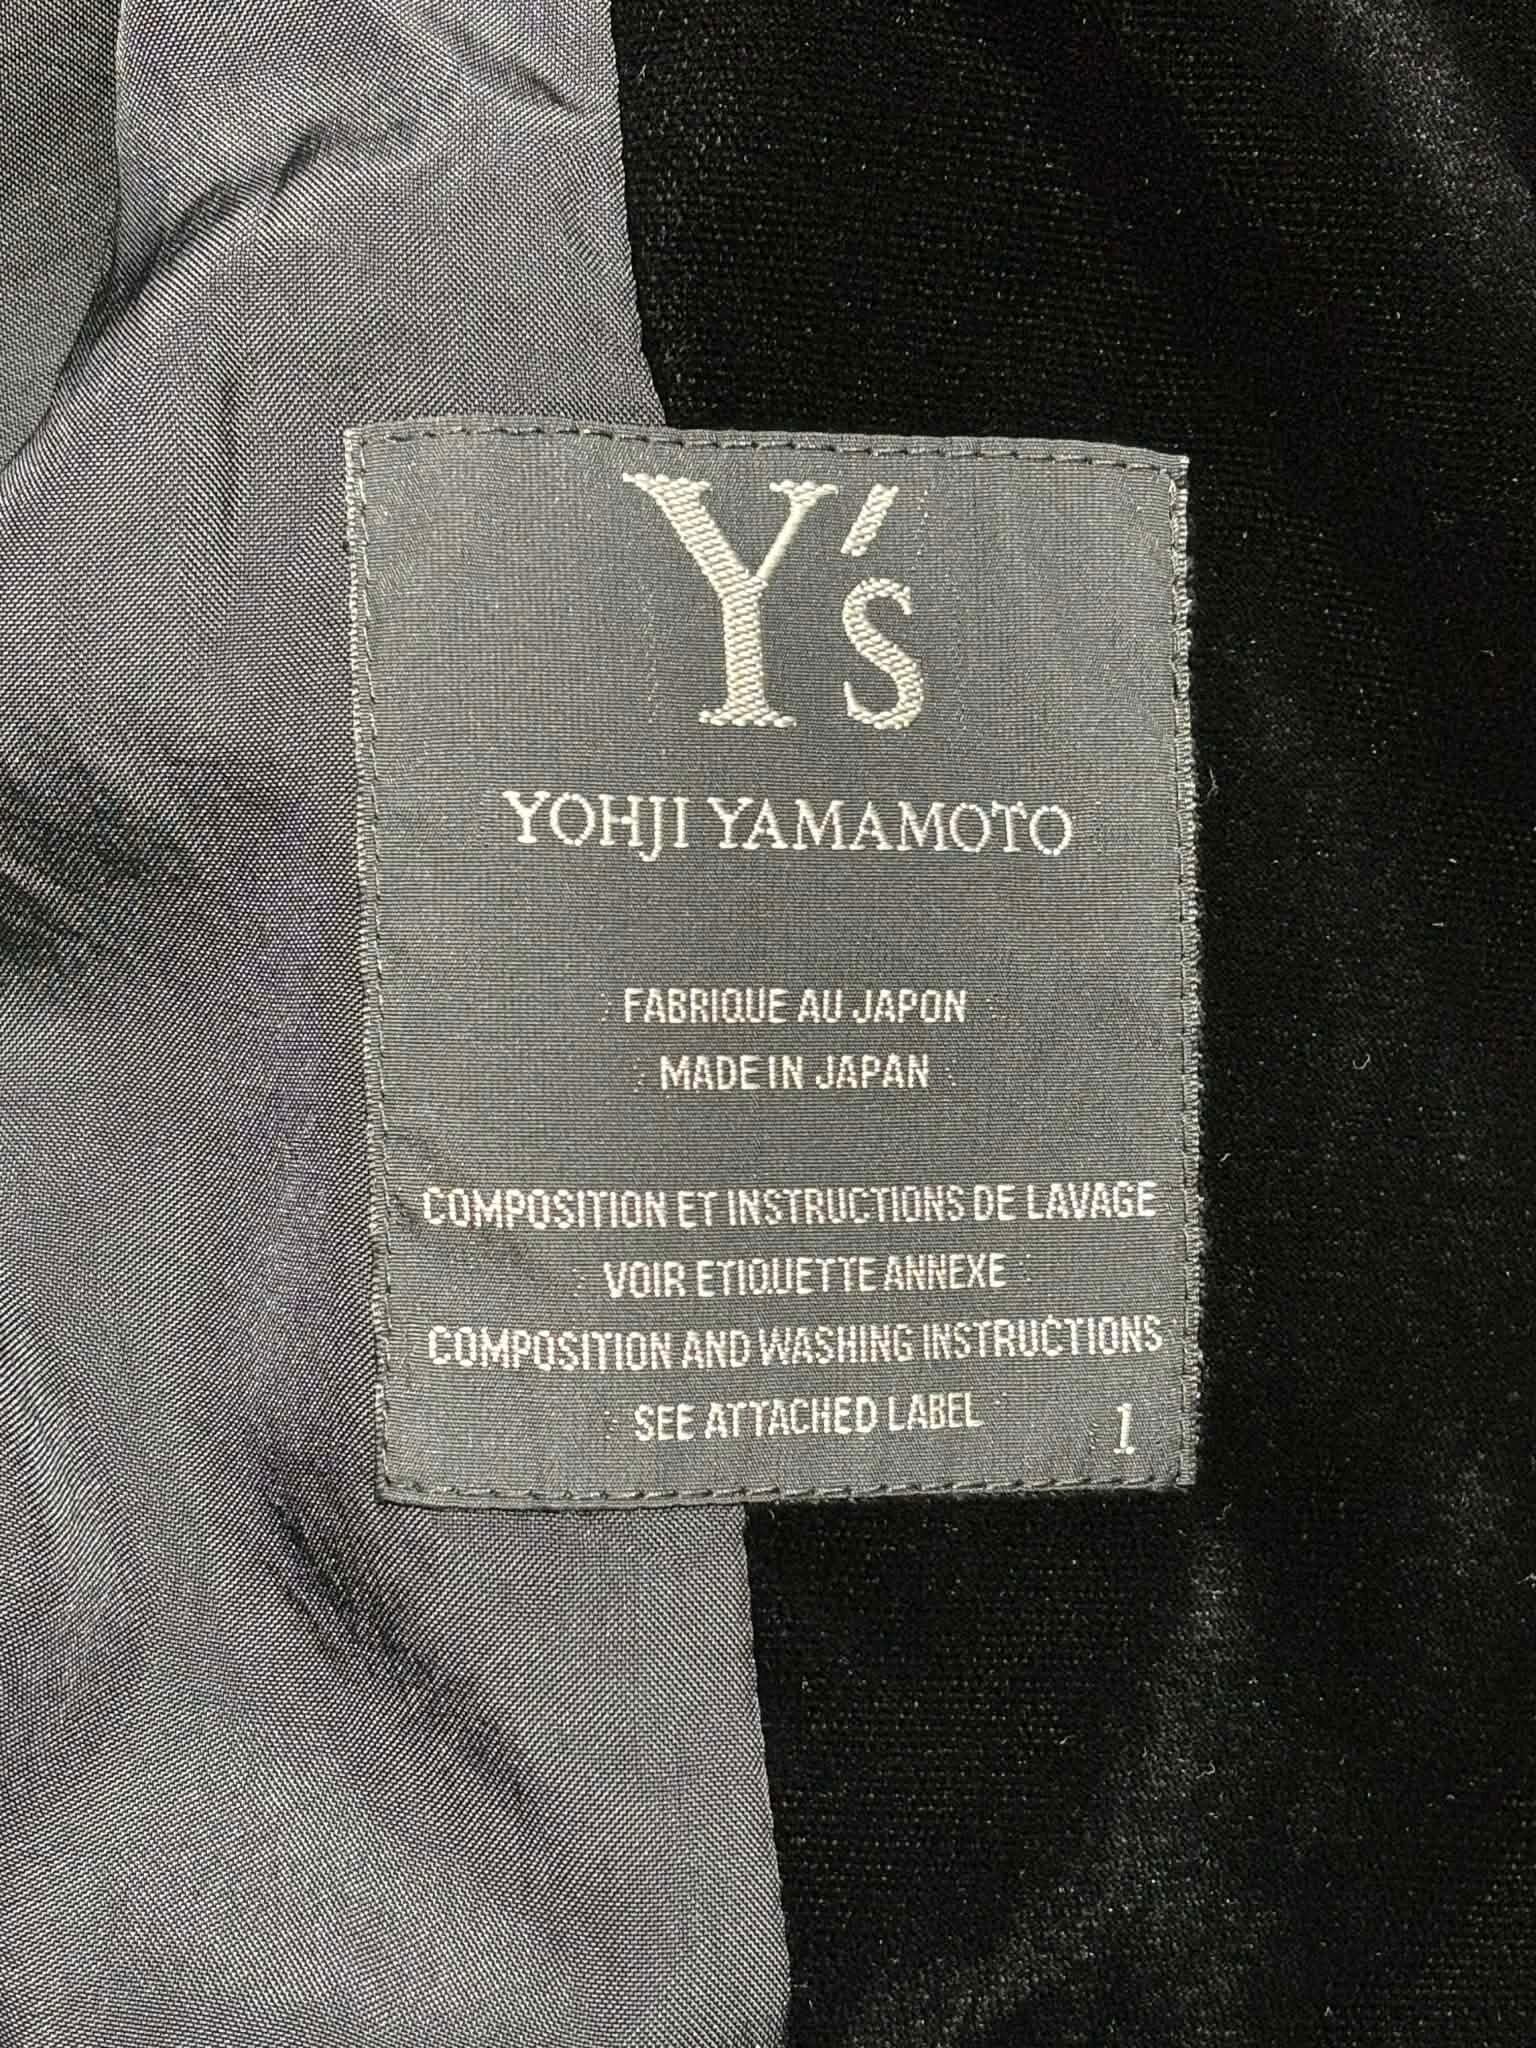 Y's
YOHJI YAMAMOTO
FABRIQUE AU JAPON
MADE IN JAPAN
COMPOSITION ET INSTRUCTIONS DE LAVAGE
VOIR ETIQUETTE ANNEXE
COMPOSITION AND WASHING INSTRUCTIONS
SEE ATTACHED LABEL
1